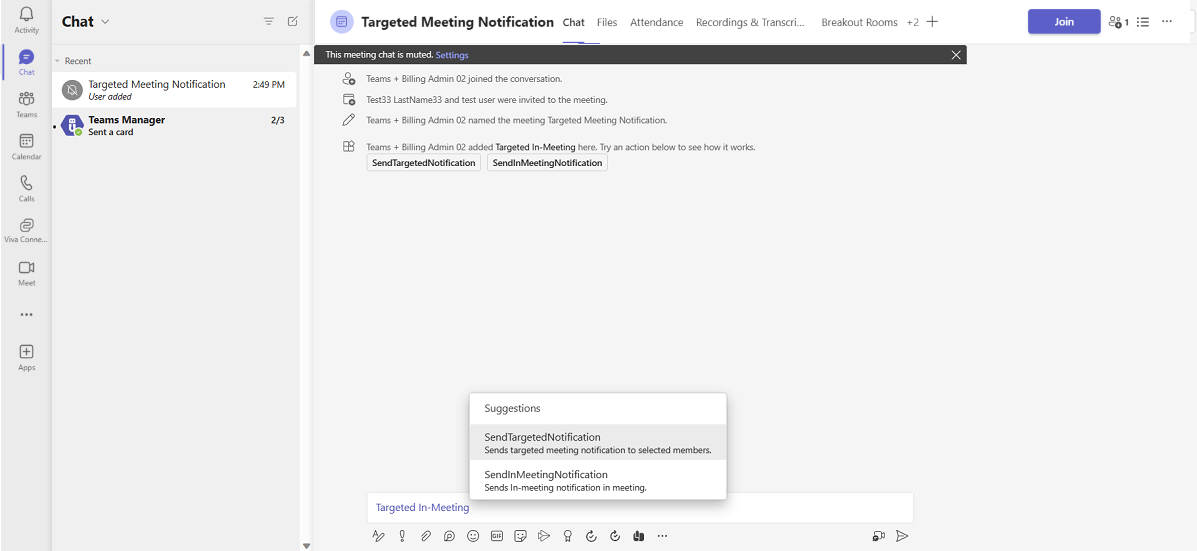 Activity
Chat
Teams
Calendar
Calls
Viva Conne...
Meet
Apps
Chat
Recent
Targeted Meeting Notification 2:49 PM
User added
Teams Manager 2/3
Sent a card
Targeted Meeting Notification Chat Files Attendance Recordings & Transcri... Breakout Rooms +2 Join 1
This meeting chat is muted. Settings
Teams + Billing Admin 02 joined the conversation.
Test33 LastName33 and test user were invited to the meeting.
Teams + Billing Admin 02 named the meeting Targeted Meeting Notification.
Teams + Billing Admin 02 added Targeted In-Meeting here. Try an action below to see how it works.
SendTargetedNotification SendInMeetingNotification
Suggestions
SendTargetedNotification
Sends targeted meeting notification to selected members.
SendInMeetingNotification
Sends In-meeting notification in meeting.
Targeted In-Meeting
GIF